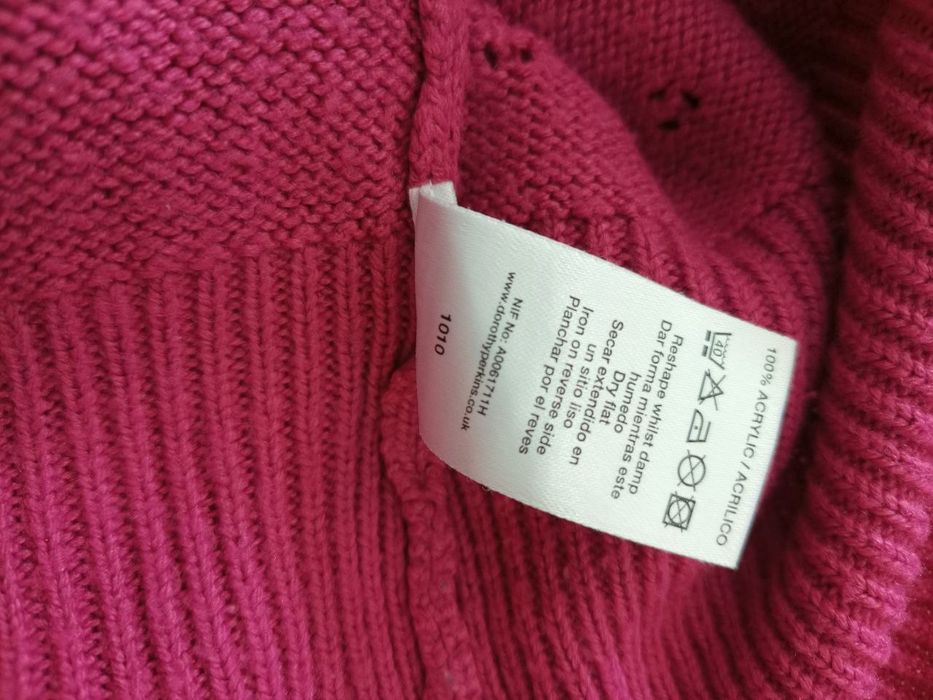 100% ACRYLIC / ACRILICO
40
Reshape whilst damp
Dar forma mientras este
humedo
Dry flat
Secar extendido
un sitio liso
Iron on reverse side
Planchar por el reves
NIF No: A0061711H
www.dorothyperkins.co.uk
1010